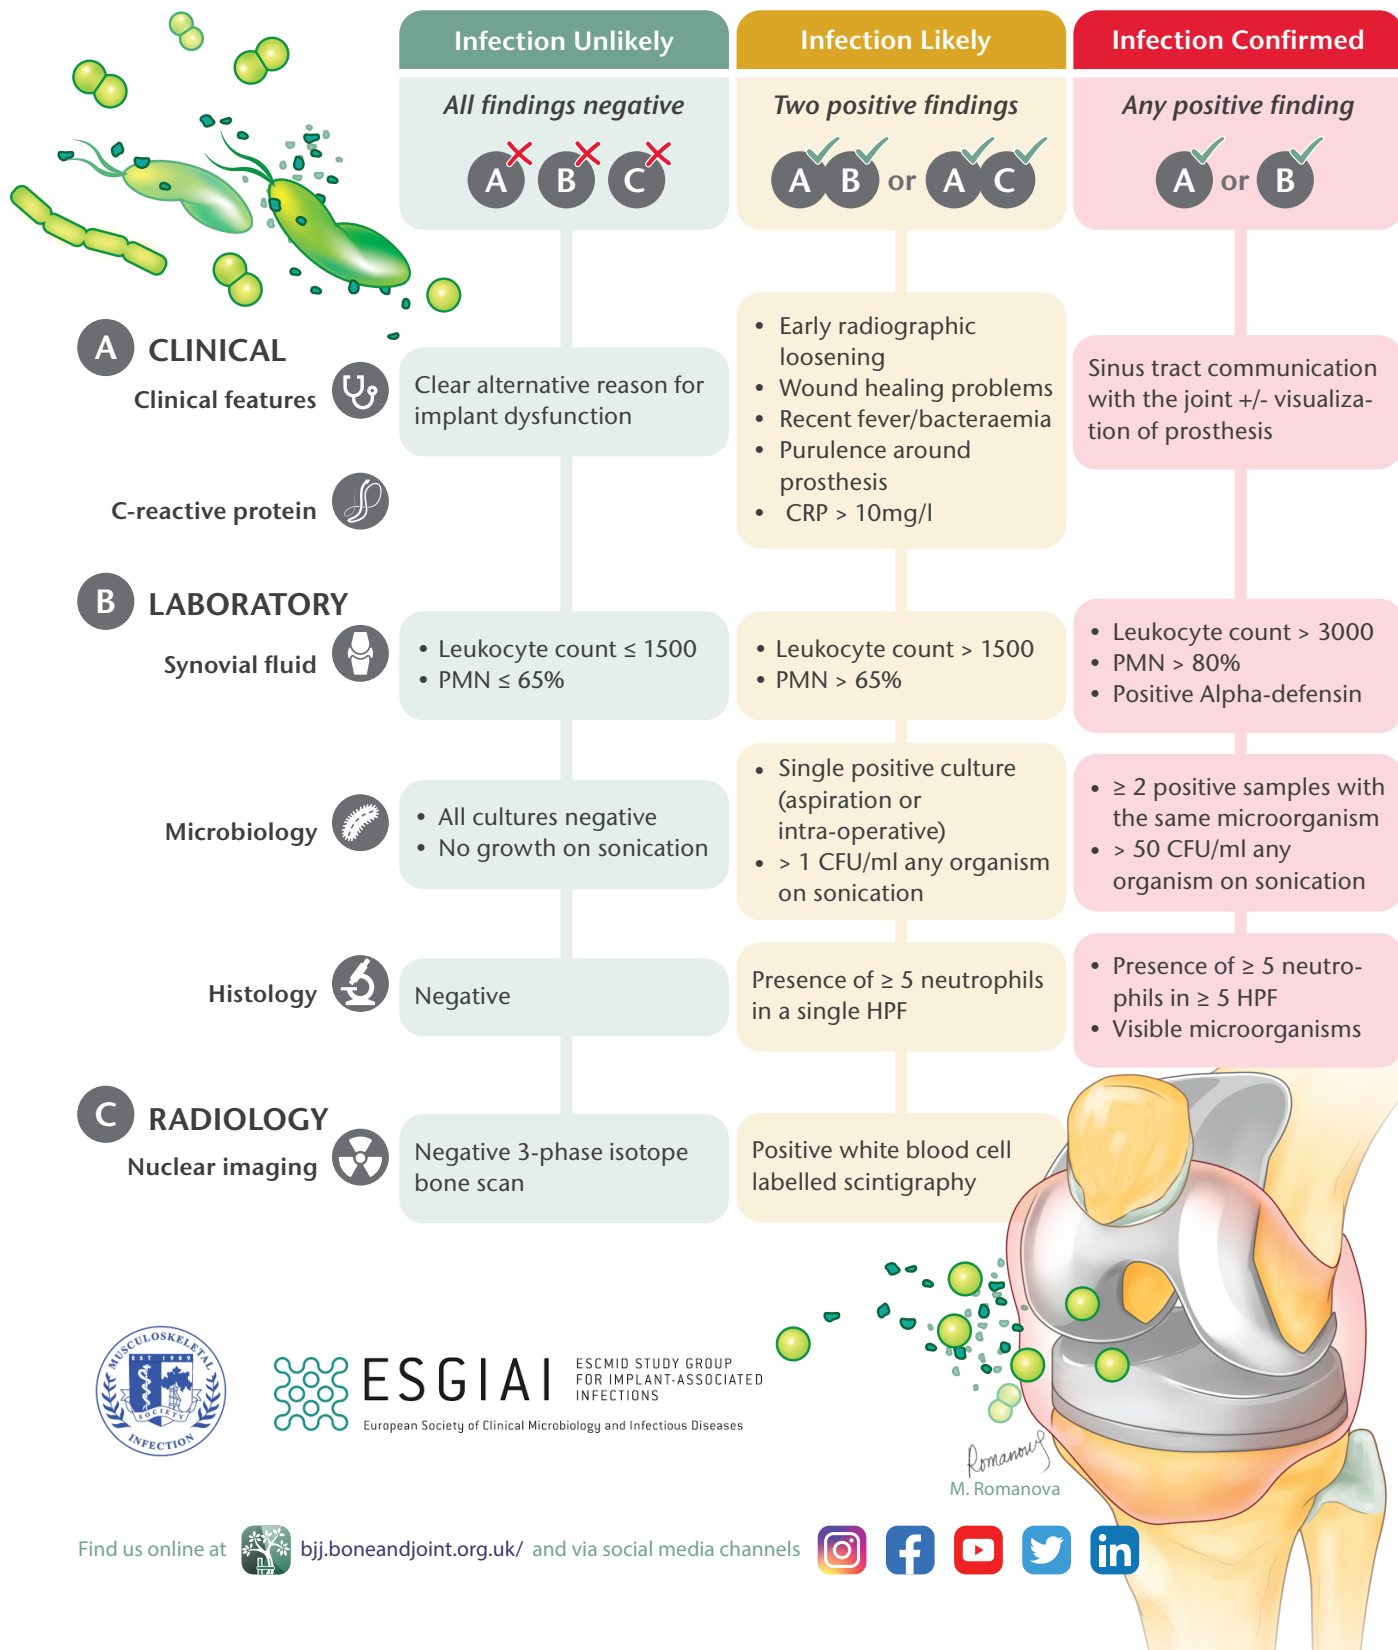 Infection Unlikely
Infection Likely
Infection Confirmed
All findings negative
Two positive findings
Any positive finding
A B C
A B or A C
A or B
A CLINICAL
Clinical features
Clear alternative reason for
implant dysfunction
• Early radiographic
loosening
• Wound healing problems
• Recent fever/bacteraemia
• Purulence around
prosthesis
• CRP > 10mg/l
Sinus tract communication
with the joint +/- visualiza-
tion of prosthesis
C-reactive protein
B LABORATORY
Synovial fluid
• Leukocyte count ≤ 1500
• PMN ≤ 65%
• Leukocyte count > 1500
• PMN > 65%
• Leukocyte count > 3000
• PMN > 80%
• Positive Alpha-defensin
Microbiology
• All cultures negative
• No growth on sonication
• Single positive culture
(aspiration or
intra-operative)
• > 1 CFU/ml any organism
on sonication
• ≥ 2 positive samples with
the same microorganism
• > 50 CFU/ml any
organism on sonication
Histology
Negative
Presence of ≥ 5 neutrophils
in a single HPF
• Presence of ≥ 5 neutro-
phils in ≥ 5 HPF
• Visible microorganisms
C RADIOLOGY
Nuclear imaging
Negative 3-phase isotope
bone scan
Positive white blood cell
labelled scintigraphy
MUSCULOSKELETAL
EST 1989
SOCIETY
INFECTION
ESGIAI
ESCMID STUDY GROUP
FOR IMPLANT-ASSOCIATED
INFECTIONS
European Society of Clinical Microbiology and Infectious Diseases
Romanova
M. Romanova
Find us online at bjj.boneandjoint.org.uk/ and via social media channels